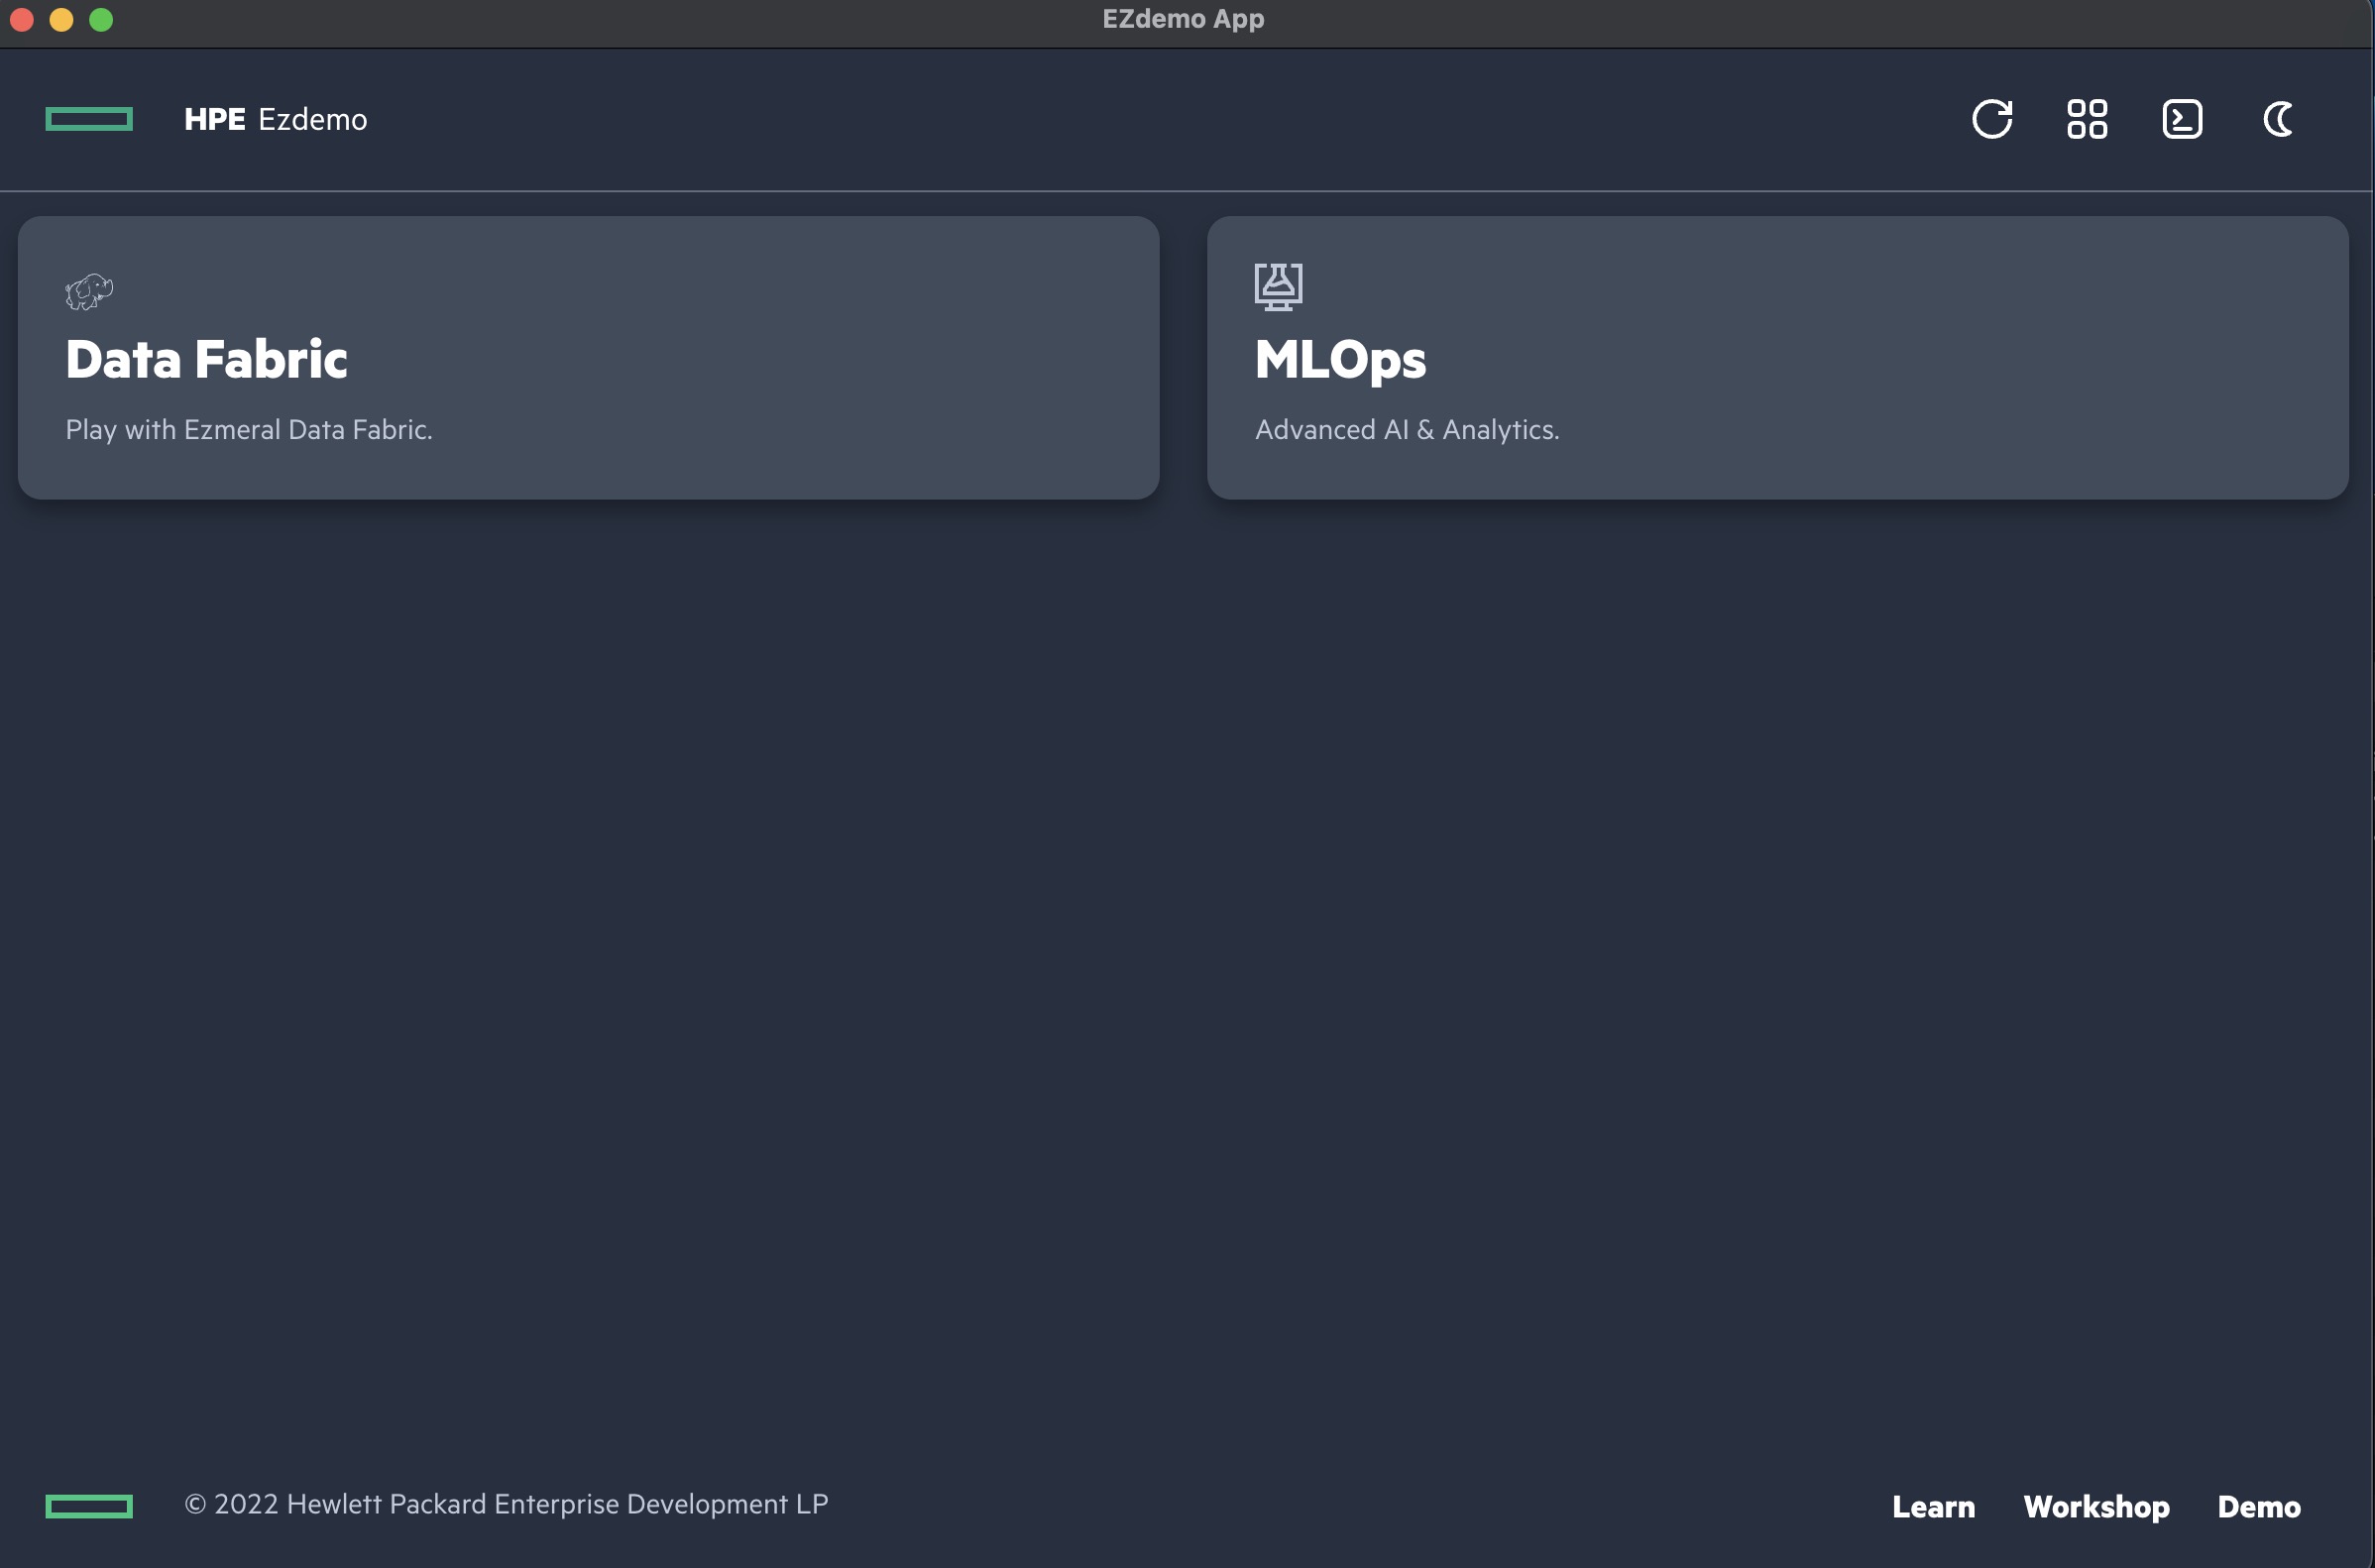 EZdemo App
HPE Ezdemo
Data Fabric
Play with Ezmeral Data Fabric.
MLOps
Advanced AI & Analytics.
© 2022 Hewlett Packard Enterprise Development LP
Learn Workshop Demo